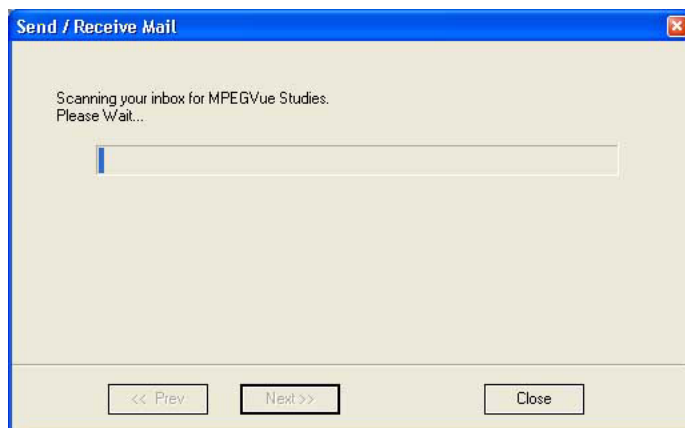 Send / Receive Mail
Scanning your inbox for MPEGVue Studies.
Please Wait...
<< Prev
Next >>
Close